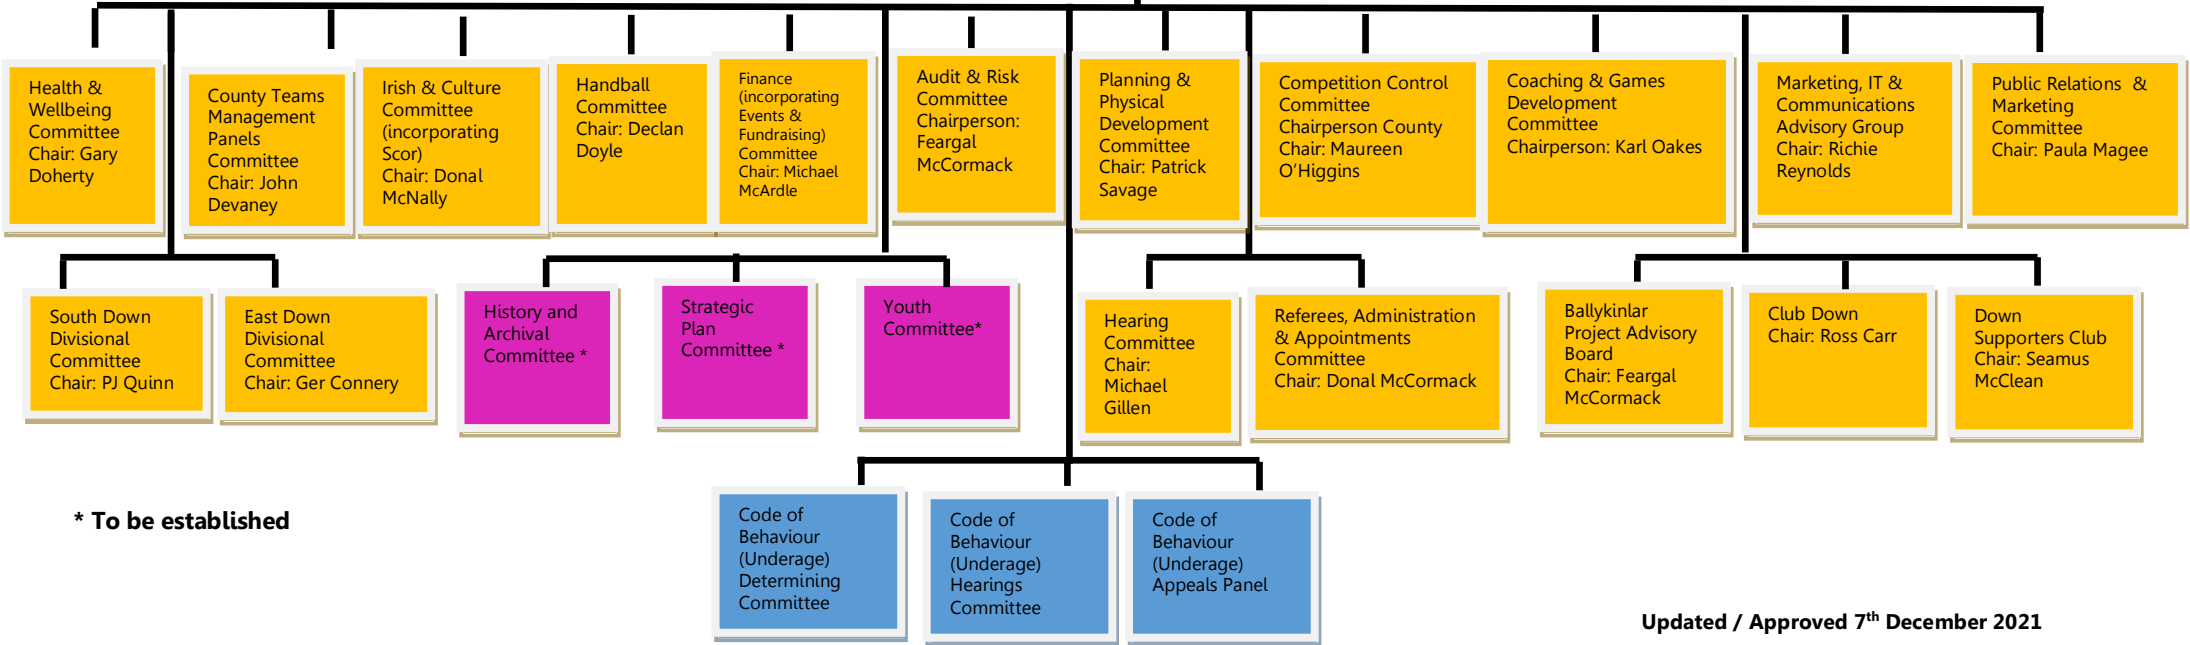 Health &
Wellbeing
Committee
Chair: Gary
Doherty
County Teams
Management
Panels
Committee
Chair: John
Devaney
Irish & Culture
Committee
(incorporating
Scor)
Chair: Donal
McNally
Handball
Committee
Chair: Declan
Doyle
Finance
(incorporating
Events &
Fundraising)
Committee
Chair: Michael
McArdle
Audit & Risk
Committee
Chairperson:
Feargal
McCormack
Planning &
Physical
Development
Committee
Chair: Patrick
Savage
Competition Control
Committee
Chairperson County
Chair: Maureen
O’Higgins
Coaching & Games
Development
Committee
Chairperson: Karl Oakes
Marketing, IT &
Communications
Advisory Group
Chair: Richie
Reynolds
Public Relations  &
Marketing
Committee
Chair: Paula Magee
South Down
Divisional
Committee
Chair: PJ Quinn
East Down
Divisional
Committee
Chair: Ger Connery
History and
Archival
Committee *
Strategic
Plan
Committee *
Youth
Committee*
Hearing
Committee
Chair:
Michael
Gillen
Referees, Administration
& Appointments
Committee
Chair: Donal McCormack
Ballykinlar
Project Advisory
Board
Chair: Feargal
McCormack
Club Down
Chair: Ross Carr
Down
Supporters Club
Chair: Seamus
McClean
* To be established
Code of
Behaviour
(Underage)
Determining
Committee
Code of
Behaviour
(Underage)
Hearings
Committee
Code of
Behaviour
(Underage)
Appeals Panel
Updated / Approved 7th December 2021